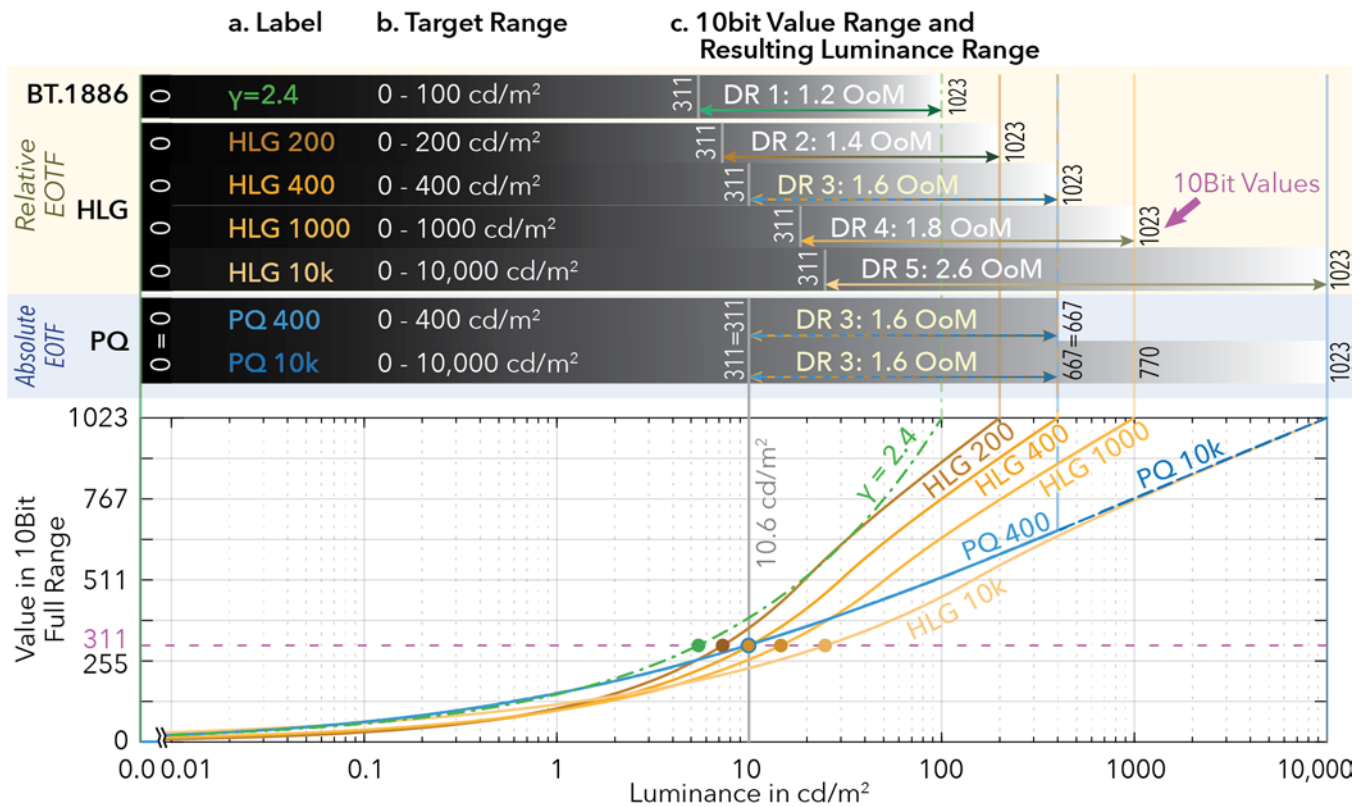 a. Label b. Target Range c. 10bit Value Range and
Resulting Luminance Range
BT.1886 0 γ=2.4 0 - 100 cd/m² 311 DR 1: 1.2 OoM 1023
Relative
EOTF
HLG
0 HLG 200 0 - 200 cd/m² 311 DR 2: 1.4 OoM 1023
0 HLG 400 0 - 400 cd/m² 311 DR 3: 1.6 OoM 1023
10Bit Values
0 HLG 1000 0 - 1000 cd/m² 311 DR 4: 1.8 OoM 1023
0 HLG 10k 0 - 10,000 cd/m² 311 DR 5: 2.6 OoM 1023
Absolute
EOTF
PQ
0 = 0
PQ 400 0 - 400 cd/m² 311=311 DR 3: 1.6 OoM 667=667
PQ 10k 0 - 10,000 cd/m² DR 3: 1.6 OoM 770 1023
Value in 10Bit
Full Range
1023
767
511
311
255
0
10.6 cd/m²
γ = 2.4
HLG 200
HLG 400
HLG 1000
PQ 10k
PQ 400
HLG 10k
0.0 0.01 0.1 1 10 100 1000 10,000
Luminance in cd/m²